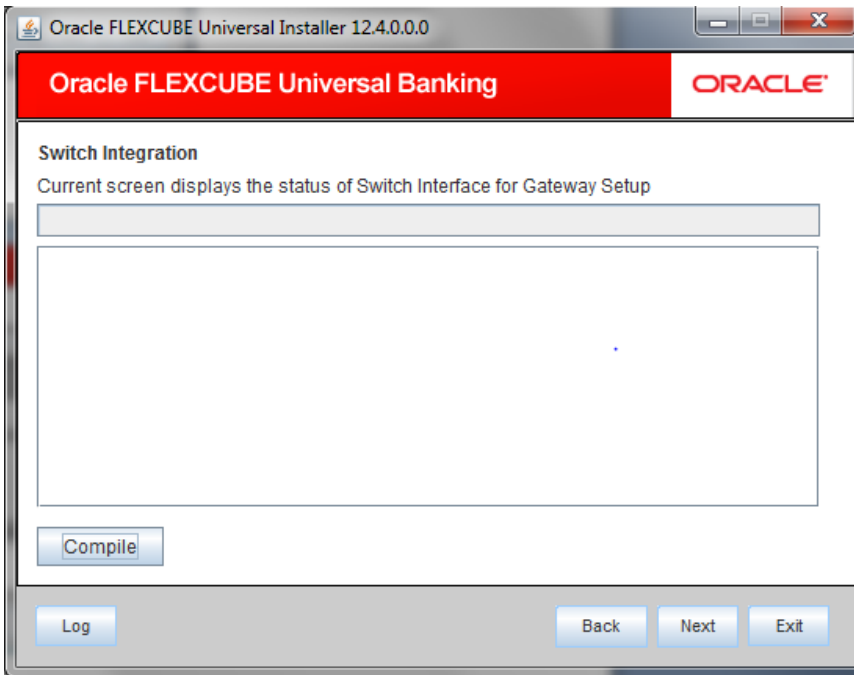 Oracle FLEXCUBE Universal Installer 12.4.0.0.0
Oracle FLEXCUBE Universal Banking
ORACLE
Switch Integration
Current screen displays the status of Switch Interface for Gateway Setup
Compile
Log Back Next Exit